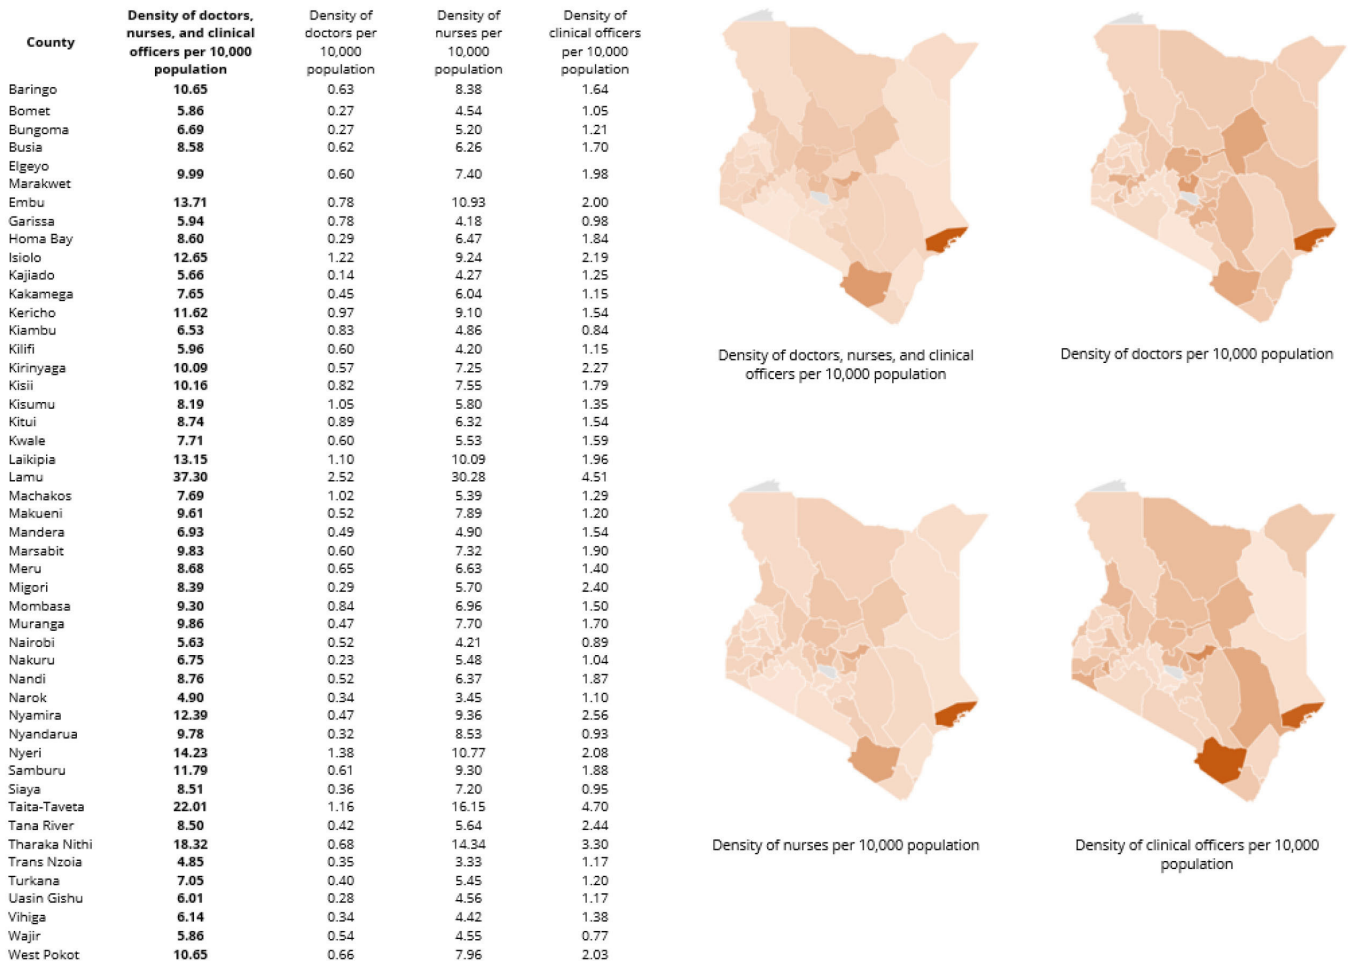 County
Density of doctors,
nurses, and clinical
officers per 10,000
population
Density of
doctors per
10,000
population
Density of
nurses per
10,000
population
Density of
clinical officers
per 10,000
population
Baringo 10.65 0.63 8.38 1.64
Bomet 5.86 0.27 4.54 1.05
Bungoma 6.69 0.27 5.20 1.21
Busia 8.58 0.62 6.26 1.70
Elgeyo
Marakwet 9.99 0.60 7.40 1.98
Embu 13.71 0.78 10.93 2.00
Garissa 5.94 0.78 4.18 0.98
Homa Bay 8.60 0.29 6.47 1.84
Isiolo 12.65 1.22 9.24 2.19
Kajiado 5.66 0.14 4.27 1.25
Kakamega 7.65 0.45 6.04 1.15
Kericho 11.62 0.97 9.10 1.54
Kiambu 6.53 0.83 4.86 0.84
Kilifi 5.96 0.60 4.20 1.15
Kirinyaga 10.09 0.57 7.25 2.27
Kisii 10.16 0.82 7.55 1.79
Kisumu 8.19 1.05 5.80 1.35
Kitui 8.74 0.89 6.32 1.54
Kwale 7.71 0.60 5.53 1.59
Laikipia 13.15 1.10 10.09 1.96
Lamu 37.30 2.52 30.28 4.51
Machakos 7.69 1.02 5.39 1.29
Makueni 9.61 0.52 7.89 1.20
Mandera 6.93 0.49 4.90 1.54
Marsabit 9.83 0.60 7.32 1.90
Meru 8.68 0.65 6.63 1.40
Migori 8.39 0.29 5.70 2.40
Mombasa 9.30 0.84 6.96 1.50
Muranga 9.86 0.47 7.70 1.70
Nairobi 5.63 0.52 4.21 0.89
Nakuru 6.75 0.23 5.48 1.04
Nandi 8.76 0.52 6.37 1.87
Narok 4.90 0.34 3.45 1.10
Nyamira 12.39 0.47 9.36 2.56
Nyandarua 9.78 0.32 8.53 0.93
Nyeri 14.23 1.38 10.77 2.08
Samburu 11.79 0.61 9.30 1.88
Siaya 8.51 0.36 7.20 0.95
Taita-Taveta 22.01 1.16 16.15 4.70
Tana River 8.50 0.42 5.64 2.44
Tharaka Nithi 18.32 0.68 14.34 3.30
Trans Nzoia 4.85 0.35 3.33 1.17
Turkana 7.05 0.40 5.45 1.20
Uasin Gishu 6.01 0.28 4.56 1.17
Vihiga 6.14 0.34 4.42 1.38
Wajir 5.86 0.54 4.55 0.77
West Pokot 10.65 0.66 7.96 2.03
Density of doctors, nurses, and clinical
officers per 10,000 population
Density of doctors per 10,000 population
Density of nurses per 10,000 population
Density of clinical officers per 10,000
population